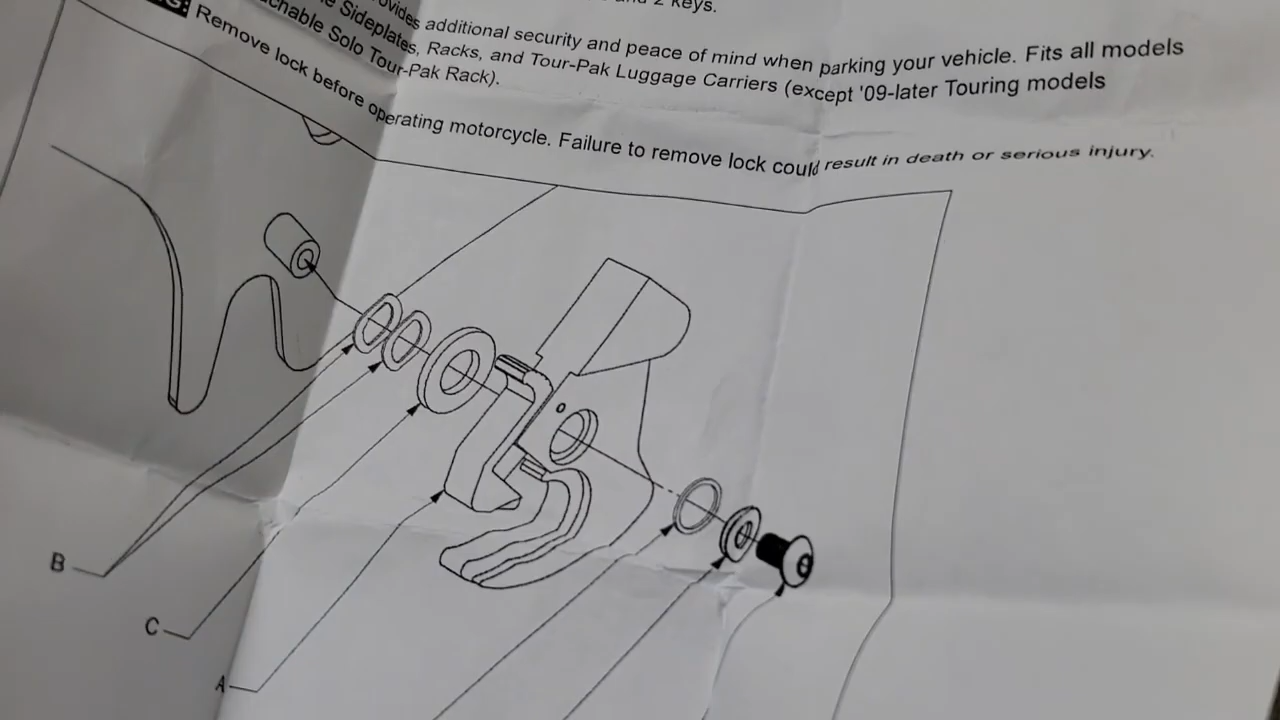 2 keys.
additional security and peace of mind when parking your vehicle. Fits all models
Sideplates, Racks, and Tour-Pak Luggage Carriers (except '09-later Touring models
Solo Tour-Pak Rack).
Remove lock before operating motorcycle. Failure to remove lock could result in death or serious injury.
B
C
A